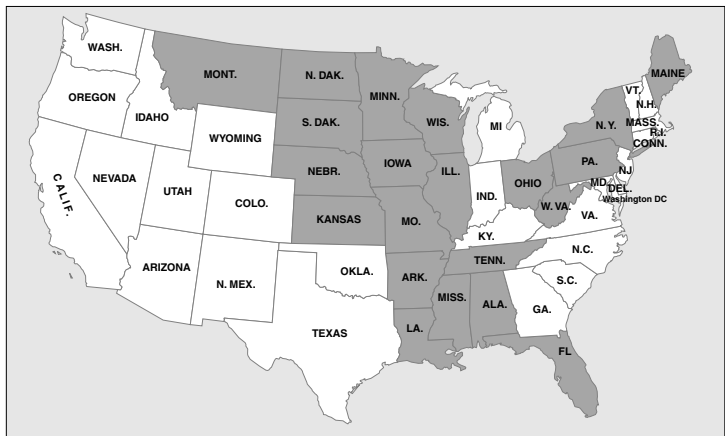 WASH.
MONT.
N. DAK.
MINN.
MAINE
OREGON
IDAHO
VT.
N.H.
WYOMING
S. DAK.
WIS.
MI
N.Y.
MASS.
R.I.
CONN.
NEVADA
UTAH
COLO.
NEBR.
IOWA
ILL.
IND.
OHIO
PA.
NJ
MD.
DEL.
Washington DC
CALIF.
KANSAS
MO.
KY.
W. VA.
VA.
ARIZONA
N. MEX.
OKLA.
ARK.
TENN.
N.C.
S.C.
TEXAS
LA.
MISS.
ALA.
GA.
FL